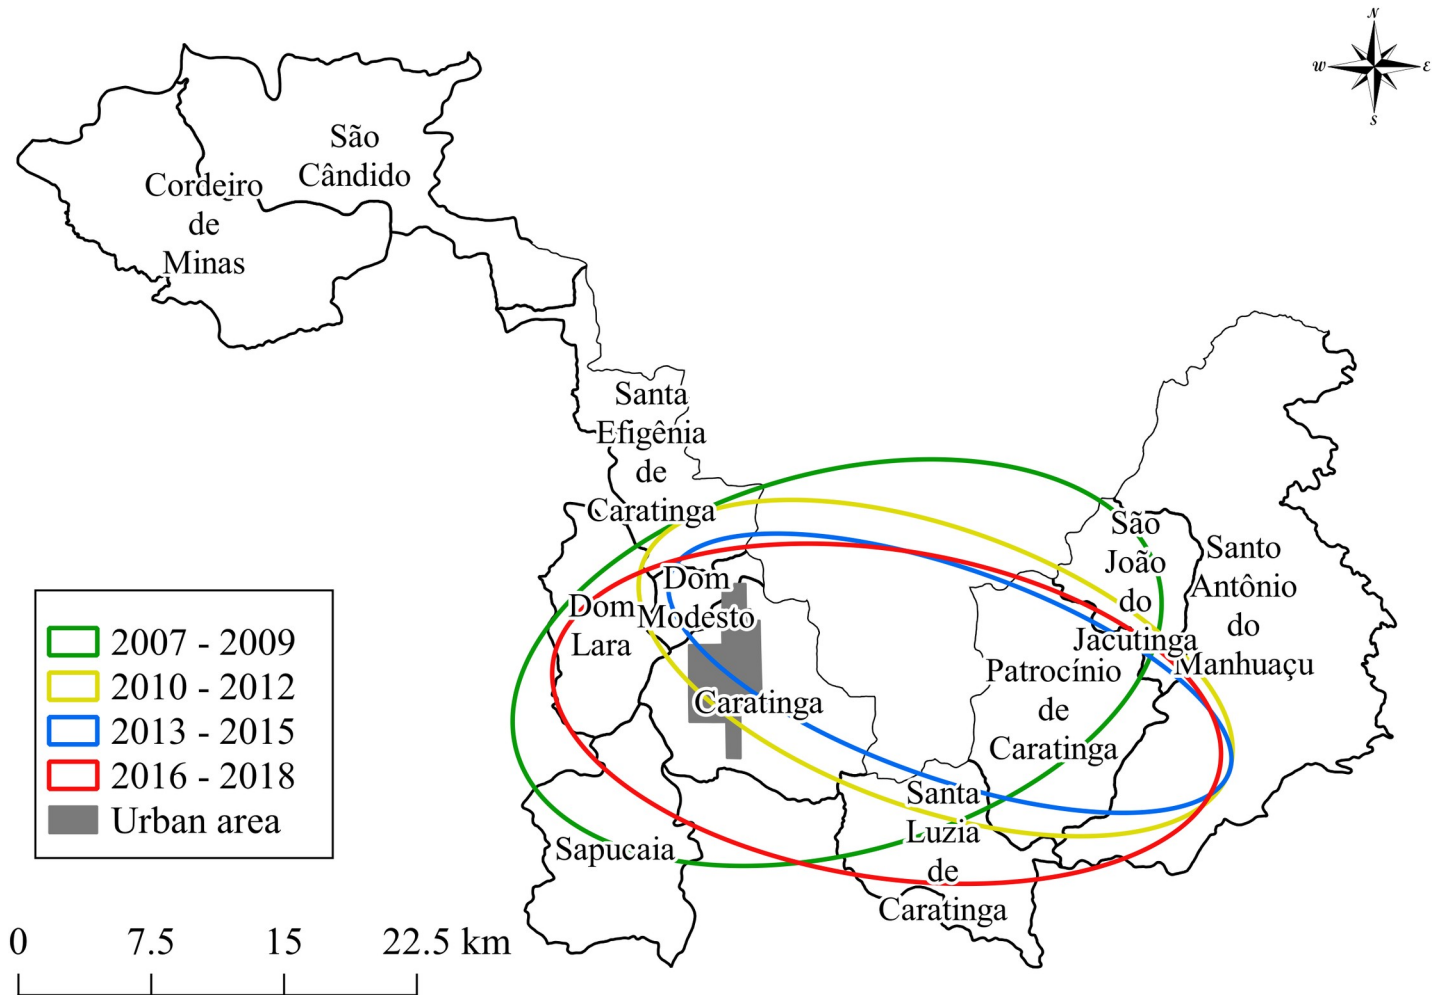 N
W
E
S
São
Cândido
Cordeiro
de
Minas
Santa
Efigênia
de
Caratinga
São
João
do
Jacutinga
Santo
Antônio
do
Manhuaçu
Dom
Modesto
Dom
Lara
Caratinga
Patrocínio
de
Caratinga
Santa
Luzia
de
Caratinga
Sapucaia
2007 - 2009
2010 - 2012
2013 - 2015
2016 - 2018
Urban area
0 7.5 15 22.5 km